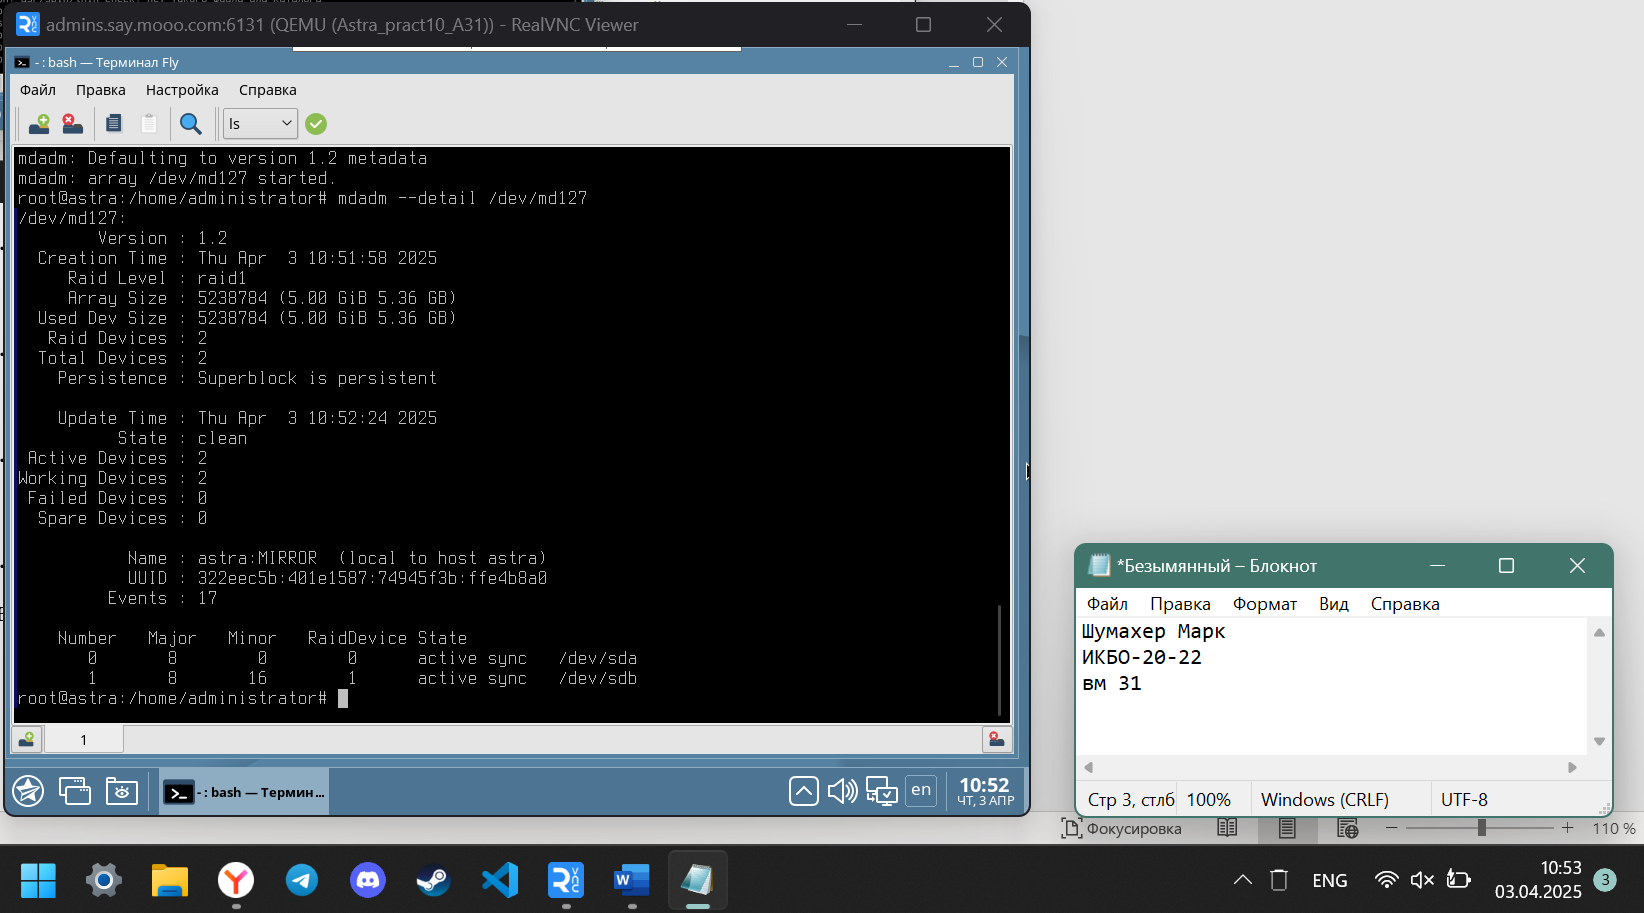 admins.say.mooo.com:6131 (QEMU (Astra_pract10_A31)) - RealVNC Viewer
- : bash — Терминал Fly
Файл Правка Настройка Справка
ls
mdadm: Defaulting to version 1.2 metadata
mdadm: array /dev/md127 started.
root@astra:/home/administrator# mdadm --detail /dev/md127
/dev/md127:
Version : 1.2
Creation Time : Thu Apr  3 10:51:58 2025
Raid Level : raid1
Array Size : 5238784 (5.00 GiB 5.36 GB)
Used Dev Size : 5238784 (5.00 GiB 5.36 GB)
Raid Devices : 2
Total Devices : 2
Persistence : Superblock is persistent
Update Time : Thu Apr  3 10:52:24 2025
State : clean
Active Devices : 2
Working Devices : 2
Failed Devices : 0
Spare Devices : 0
Name : astra:MIRROR  (local to host astra)
UUID : 322eec5b:401e1587:74945f3b:ffe4b8a0
Events : 17
Number   Major   Minor   RaidDevice State
0       8        0        0      active sync   /dev/sda
1       8       16        1      active sync   /dev/sdb
root@astra:/home/administrator#
1
- : bash — Термин...
en
10:52
ЧТ, 3 АПР
*Безымянный – Блокнот
Файл Правка Формат Вид Справка
Шумахер Марк
ИКБО-20-22
вм 31
Стр 3, стлб 100% Windows (CRLF) UTF-8
Фокусировка 110 %
ENG
10:53
03.04.2025
3